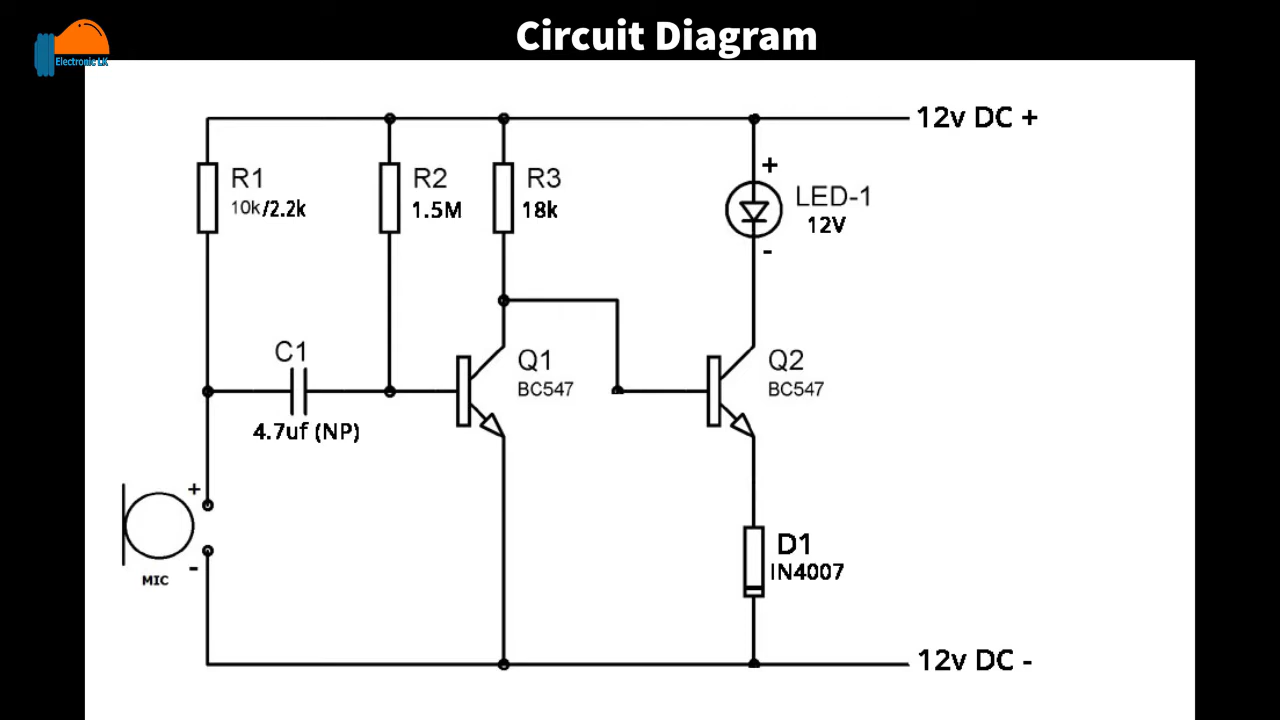 Circuit Diagram
Electronic LK
12v DC +
R1
10k/2.2k
R2
1.5M
R3
18k
+
LED-1
12V
-
C1
4.7uf (NP)
Q1
BC547
Q2
BC547
+
-
MIC
D1
IN4007
12v DC -